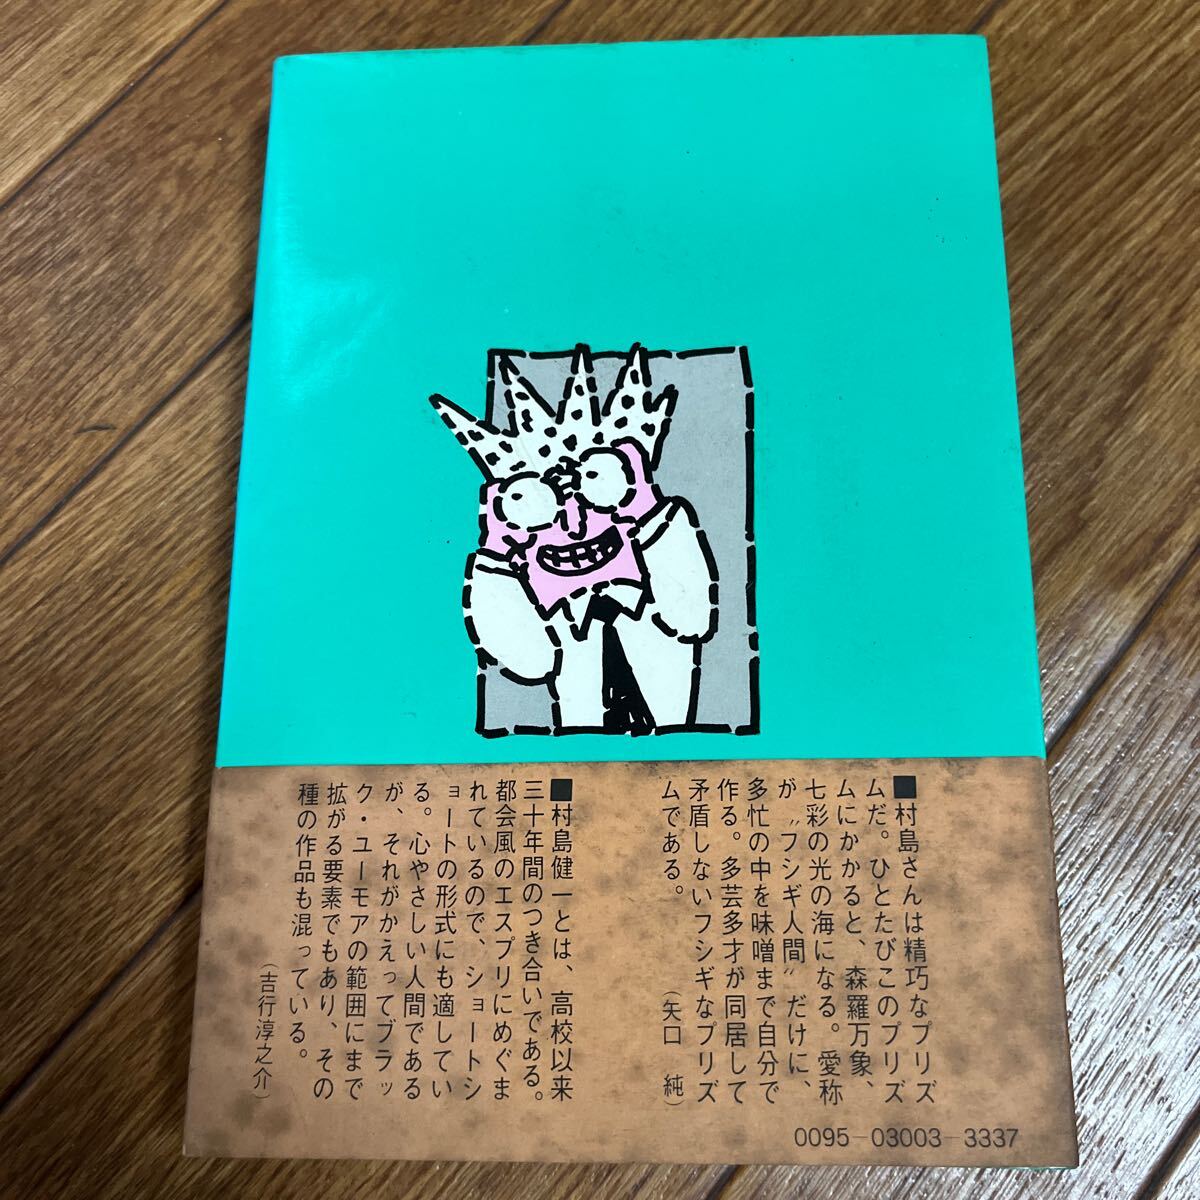 ■村島さんは精巧なプリズ
ムだ。ひとたびこのプリズ
ムにかかると、森羅万象、
七彩の光の海になる。愛称
が〝フシギ人間〟だけに、
多忙の中を味噌まで自分で
作る。多芸多才が同居して
矛盾しないフシギなプリズ
ムである。
（矢口　純）
■村島健一とは、高校以来
三十年間のつき合いである。
都会風のエスプリにめぐま
れているので、ショートシ
ョートの形式にも適してい
る。心やさしい人間である
が、それがかえってブラッ
ク・ユーモアの範囲にまで
拡がる要素でもあり、その
種の作品も混っている。
（吉行淳之介）
0095-03003-3337